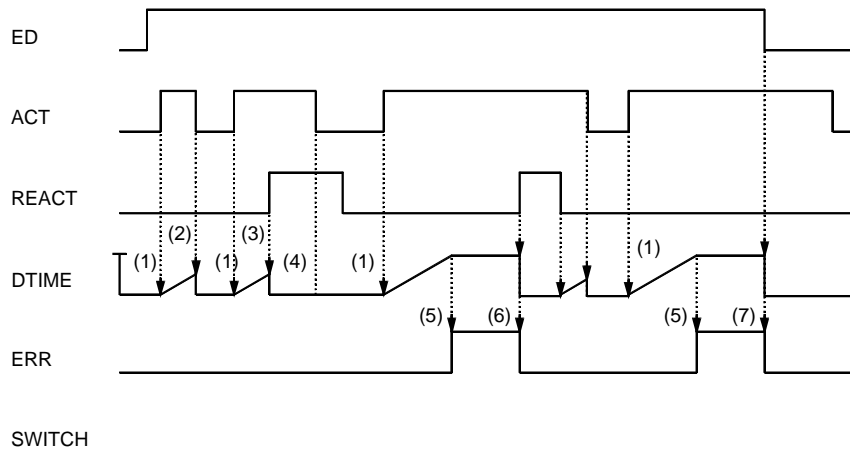 ED
ACT
REACT
(2) (3)
(1) (1) (4) (1) (1)
DTIME
(5) (6) (5) (7)
ERR
SWITCH